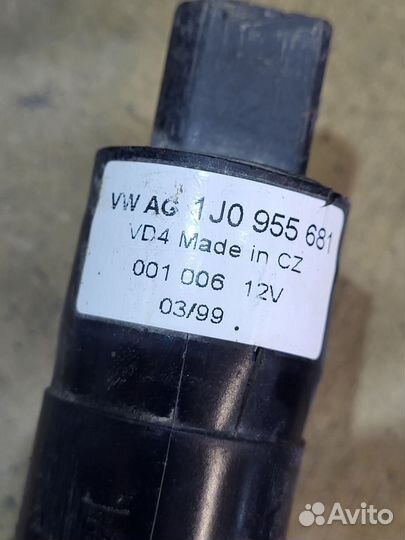 VW AG 1J0 955 681
VD4 Made in CZ
001 006 12V
03/99 .
Avito